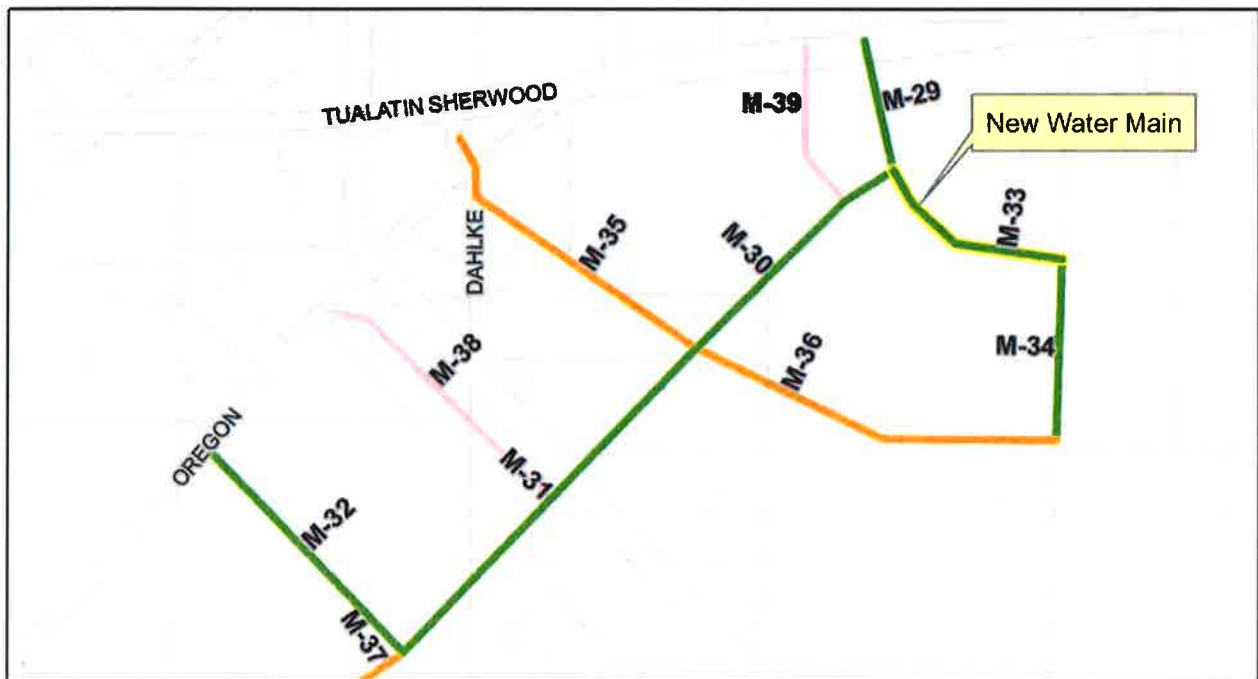 TUALATIN SHERWOOD
M-39
M-29
New Water Main
M-33
DAHLKE
M-35
M-30
M-38
M-36
M-34
OREGON
M-31
M-32
M-37